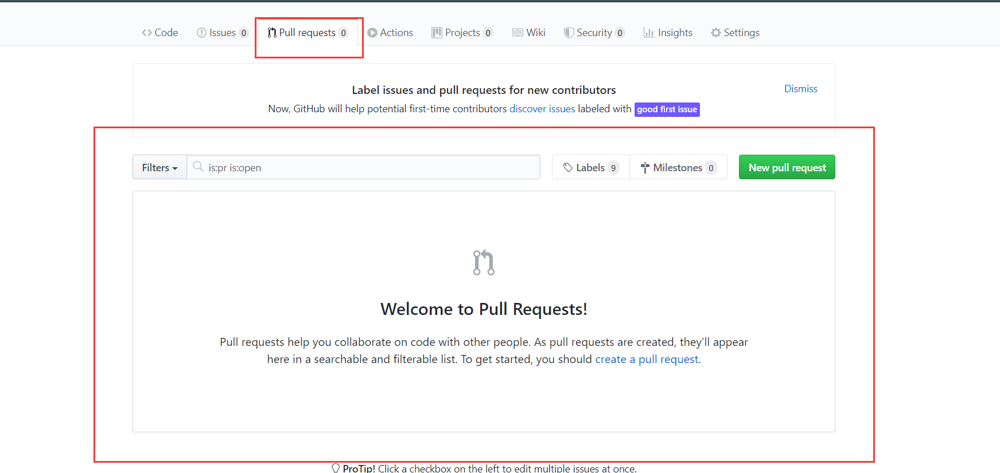 Code Issues 0 Pull requests 0 Actions Projects 0 Wiki Security 0 Insights Settings
Label issues and pull requests for new contributors
Dismiss
Now, GitHub will help potential first-time contributors discover issues labeled with good first issue
Filters is:pr is:open Labels 9 Milestones 0 New pull request
Welcome to Pull Requests!
Pull requests help you collaborate on code with other people. As pull requests are created, they’ll appear
here in a searchable and filterable list. To get started, you should create a pull request.
ProTip! Click a checkbox on the left to edit multiple issues at once.